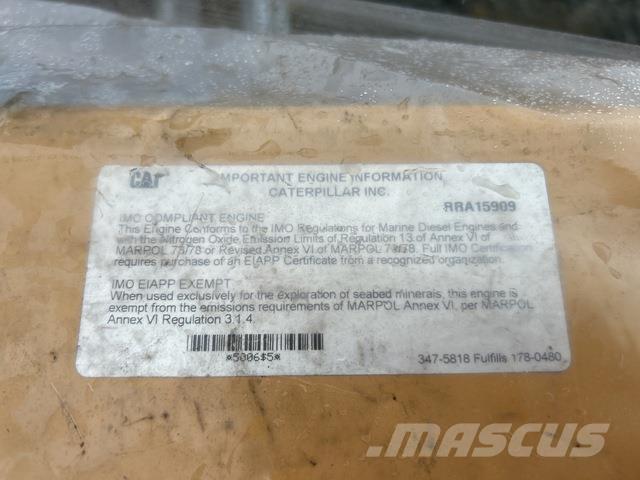 CAT
IMPORTANT ENGINE INFORMATION
CATERPILLAR INC.
RRA15909
IMO COMPLIANT ENGINE
This Engine Conforms to the IMO Regulations for Marine Diesel Engines and
with the Nitrogen Oxide Emission Limits of Regulation 13 of Annex VI of
MARPOL 73/78 or Revised Annex VI of MARPOL 73/78. Full IMO Certification
requires purchase of an EIAPP Certificate from a recognized organization.
IMO EIAPP EXEMPT
When used exclusively for the exploration of seabed minerals, this engine is
exempt from the emissions requirements of MARPOL Annex VI, per MARPOL
Annex VI Regulation 3.1.4.
*5006$5*
347-5818 Fulfills 178-0480
MASCUS